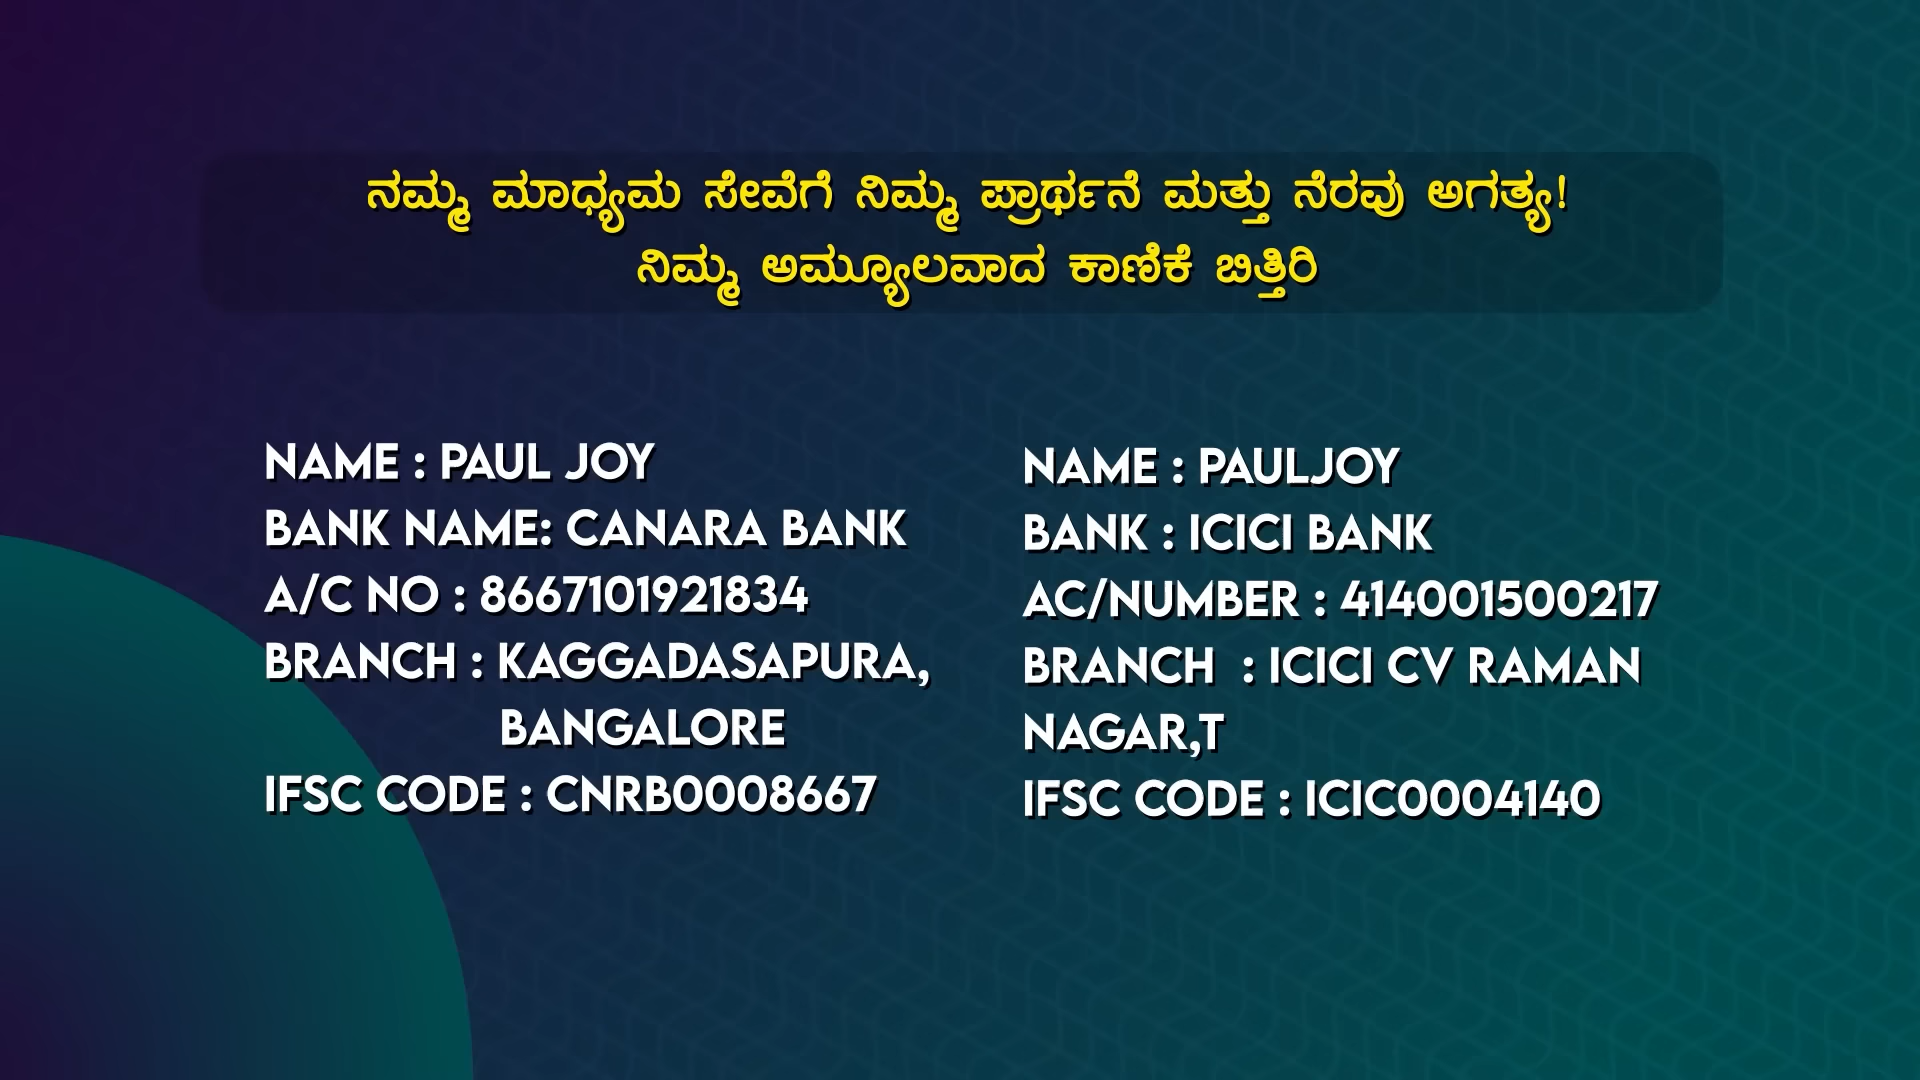 ನಮ್ಮ ಮಾಧ್ಯಮ ಸೇವೆಗೆ ನಿಮ್ಮ ಪ್ರಾರ್ಥನೆ ಮತ್ತು ನೆರವು ಅಗತ್ಯ!
ನಿಮ್ಮ ಅಮ್ಯೂಲವಾದ ಕಾಣಿಕೆ ಬಿತ್ತಿರಿ
NAME : PAUL JOY
BANK NAME: CANARA BANK
A/C NO : 8667101921834
BRANCH : KAGGADASAPURA,
BANGALORE
IFSC CODE : CNRB0008667
NAME : PAULJOY
BANK : ICICI BANK
AC/NUMBER : 414001500217
BRANCH : ICICI CV RAMAN
NAGAR,T
IFSC CODE : ICIC0004140